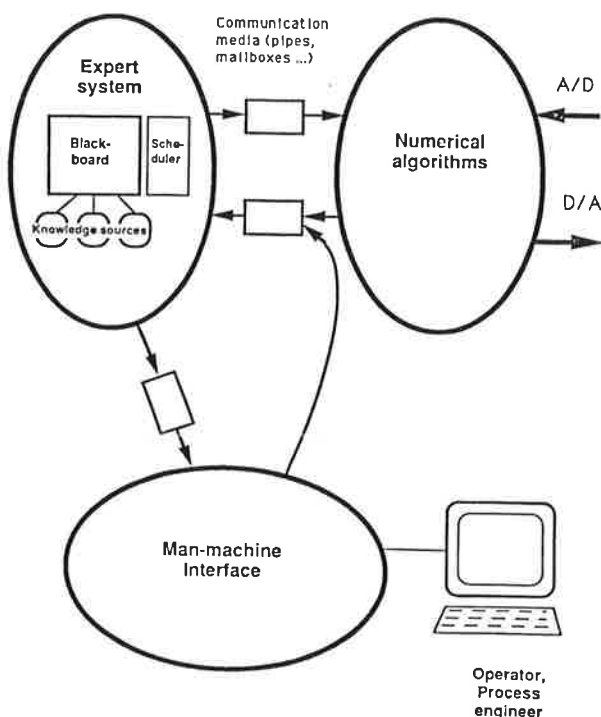 Communication
media (pipes,
mailboxes ...)
Expert
system
Black-
board
Sche-
duler
Knowledge sources
Numerical
algorithms
A/D
D/A
Man-machine
Interface
Operator,
Process
engineer